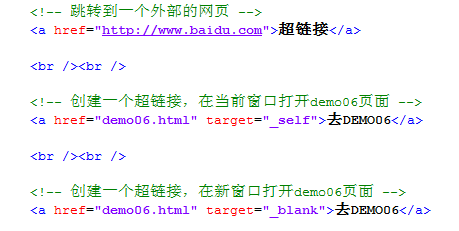 <!-- 跳转到一个外部的网页 -->
<a href="http://www.baidu.com">超链接</a>
<br /><br />
<!-- 创建一个超链接，在当前窗口打开demo06页面 -->
<a href="demo06.html" target="_self">去DEMO06</a>
<br /><br />
<!-- 创建一个超链接，在新窗口打开demo06页面 -->
<a href="demo06.html" target="_blank">去DEMO06</a>